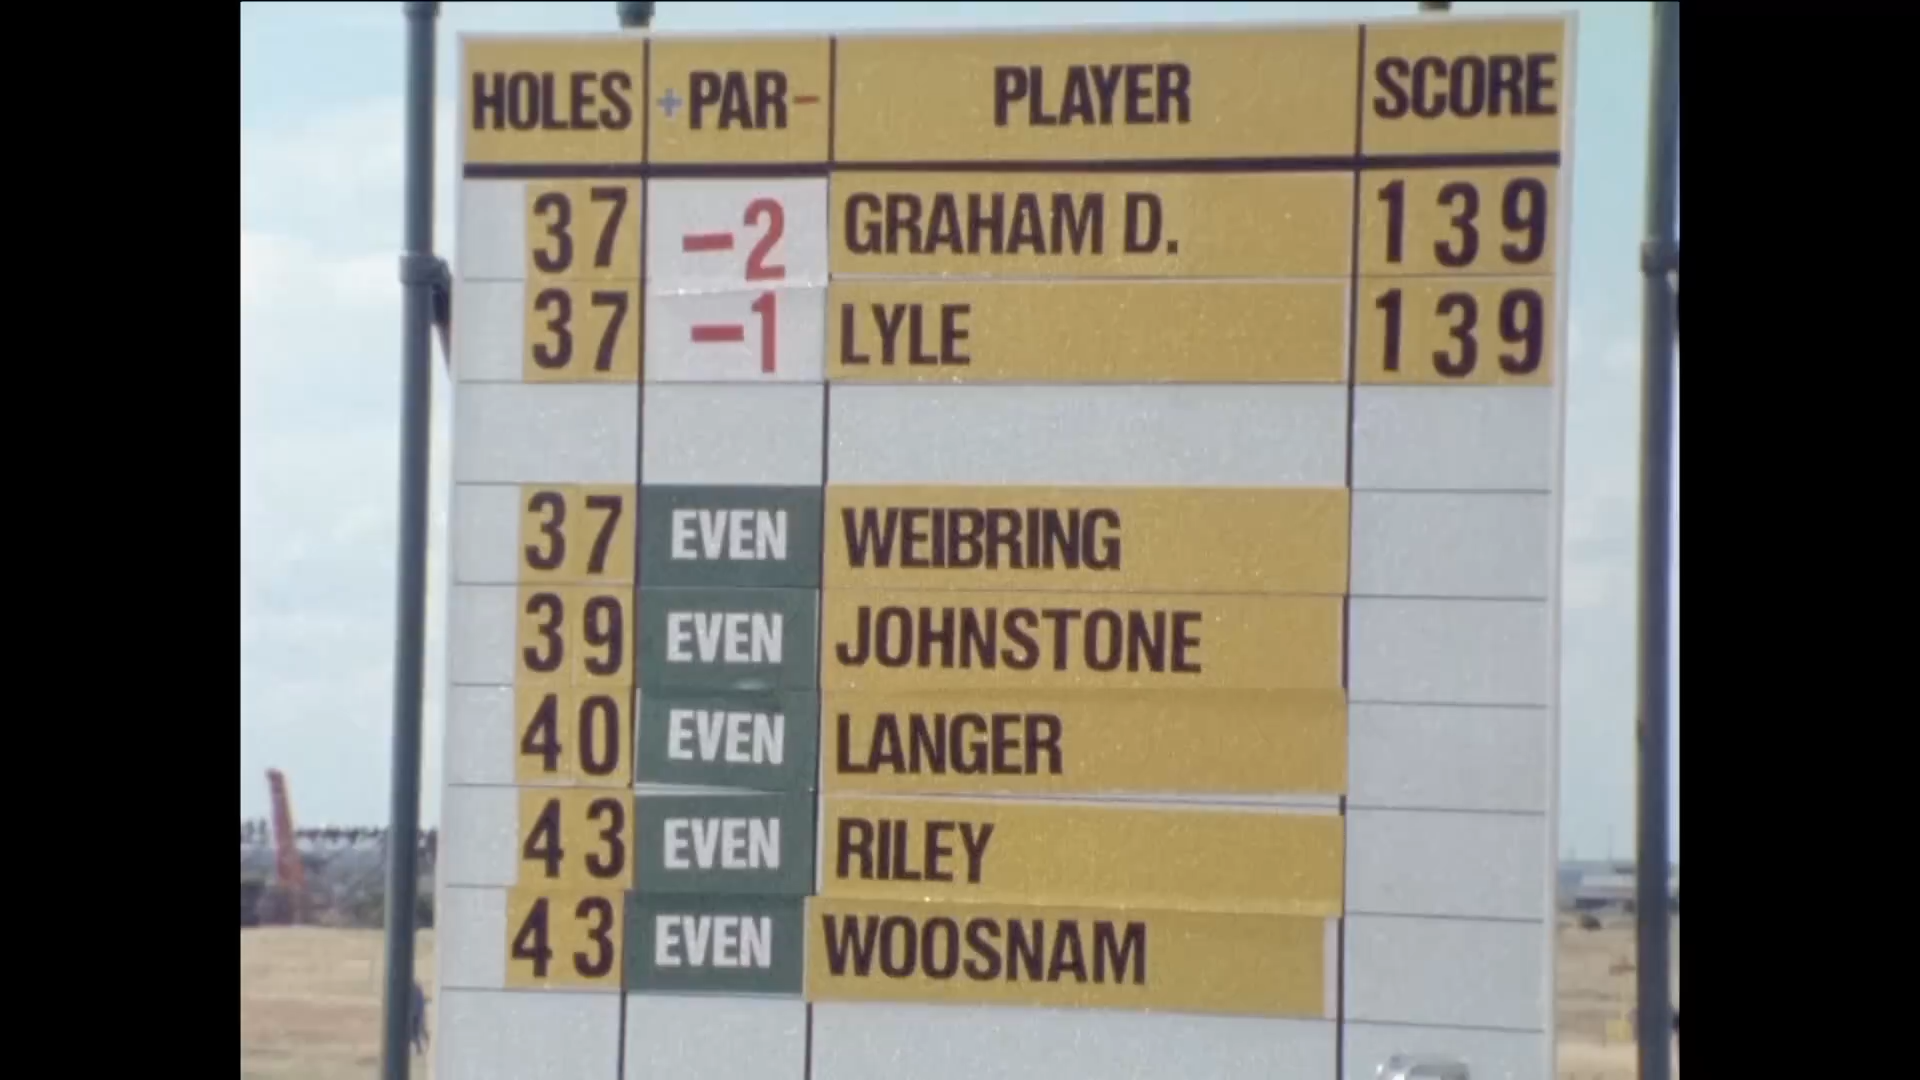 HOLES +PAR- PLAYER SCORE
37 -2 GRAHAM D. 139
37 -1 LYLE 139
37 EVEN WEIBRING
39 EVEN JOHNSTONE
40 EVEN LANGER
43 EVEN RILEY
43 EVEN WOOSNAM